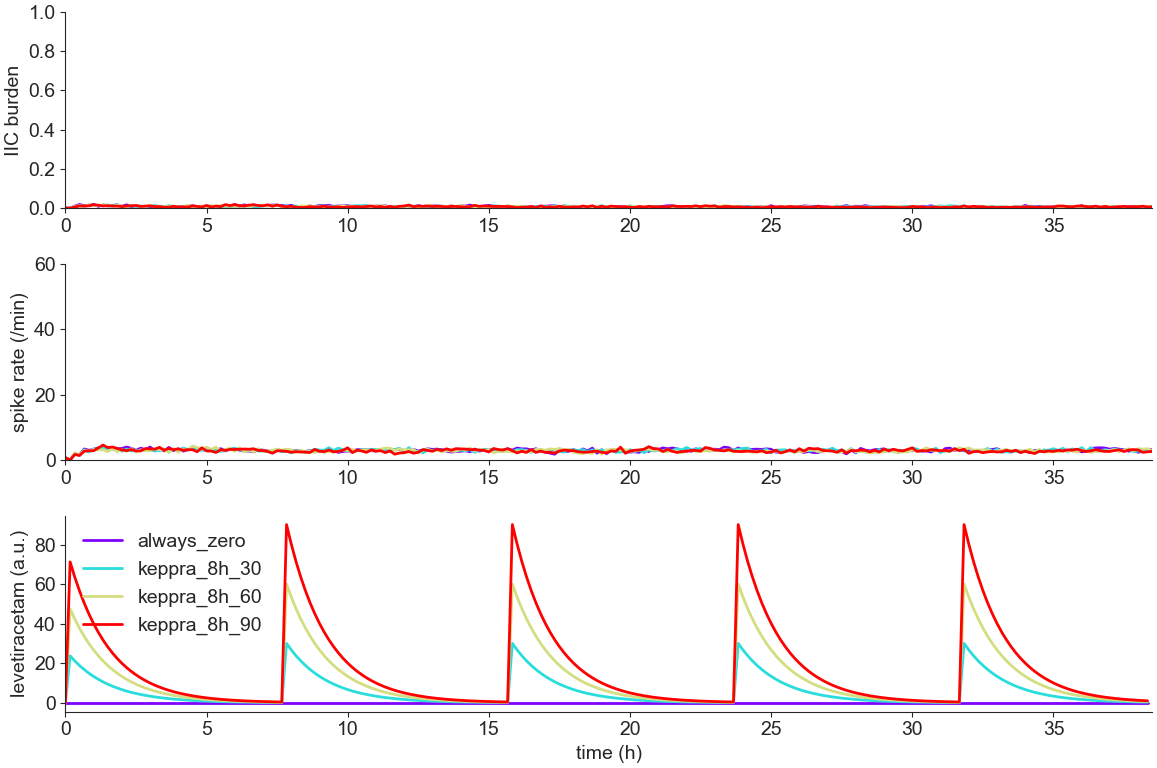 IIC burden
1.0
0.8
0.6
0.4
0.2
0.0
0 5 10 15 20 25 30 35
spike rate (/min)
60
40
20
0
0 5 10 15 20 25 30 35
levetiracetam (a.u.)
80
60
40
20
0
always_zero
keppra_8h_30
keppra_8h_60
keppra_8h_90
0 5 10 15 20 25 30 35
time (h)